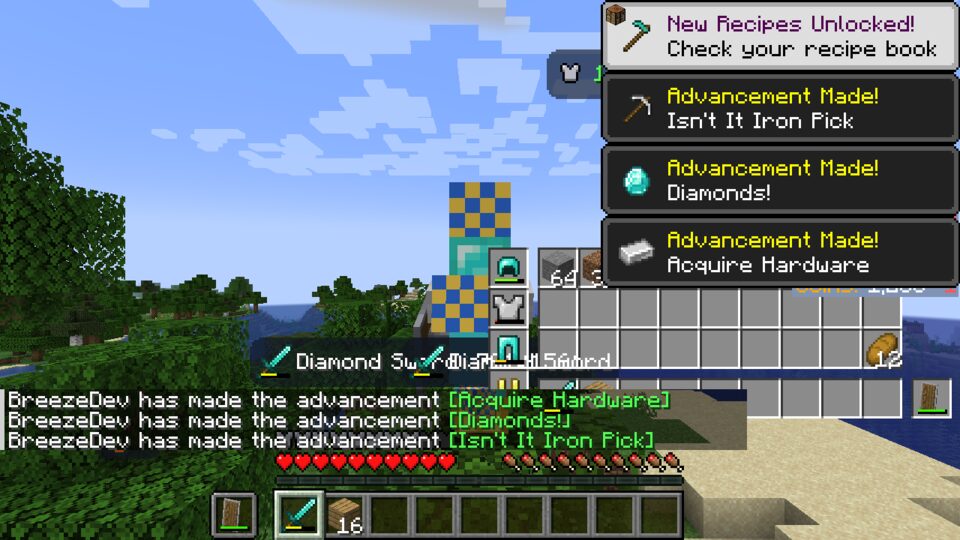 New Recipes Unlocked!
Check your recipe book
Advancement Made!
Isn't It Iron Pick
Advancement Made!
Diamonds!
Advancement Made!
Acquire Hardware
64
12
Diamond Sword
BreezeDev has made the advancement [Acquire Hardware]
BreezeDev has made the advancement [Diamonds!]
BreezeDev has made the advancement [Isn't It Iron Pick]
16